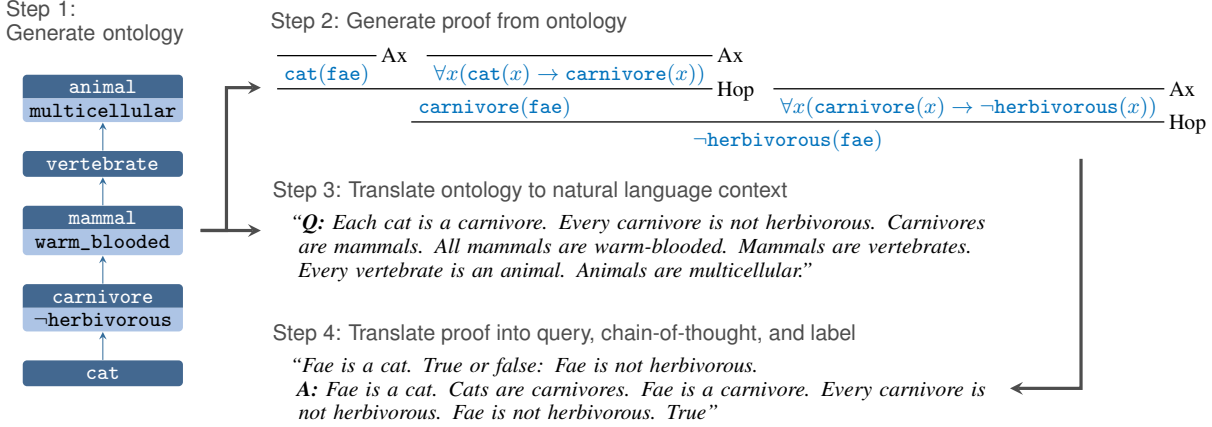 Step 1:
Generate ontology
animal
multicellular
vertebrate
mammal
warm_blooded
carnivore
¬herbivorous
cat
Step 2: Generate proof from ontology
Ax
Ax
cat(fae)
∀x(cat(x) → carnivore(x))
Hop
Ax
carnivore(fae)
∀x(carnivore(x) → ¬herbivorous(x))
Hop
¬herbivorous(fae)
Step 3: Translate ontology to natural language context
“Q: Each cat is a carnivore. Every carnivore is not herbivorous. Carnivores
are mammals. All mammals are warm-blooded. Mammals are vertebrates.
Every vertebrate is an animal. Animals are multicellular.”
Step 4: Translate proof into query, chain-of-thought, and label
“Fae is a cat. True or false: Fae is not herbivorous.
A: Fae is a cat. Cats are carnivores. Fae is a carnivore. Every carnivore is
not herbivorous. Fae is not herbivorous. True”